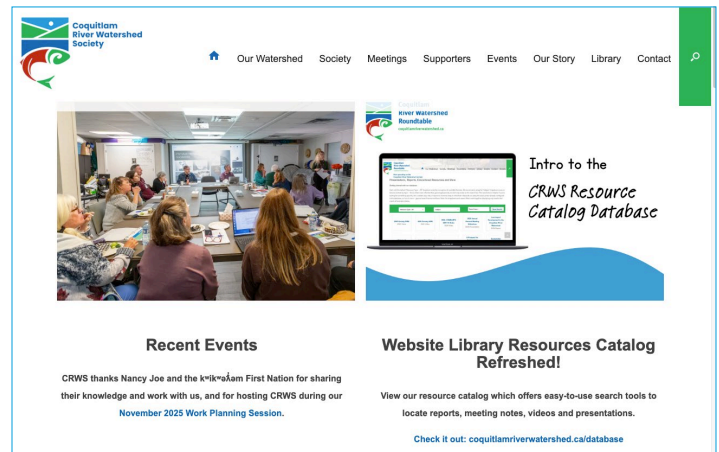 Coquitlam
River Watershed
Society
Our Watershed Society Meetings Supporters Events Our Story Library Contact
River Watershed
Roundtable
coquitlamriverwatershed.ca
Intro to the
CRWS Resource
Catalog Database
Recent Events
CRWS thanks Nancy Joe and the kʷikʷəƛ̓əm First Nation for sharing
their knowledge and work with us, and for hosting CRWS during our
November 2025 Work Planning Session.
Website Library Resources Catalog
Refreshed!
View our resource catalog which offers easy-to-use search tools to
locate reports, meeting notes, videos and presentations.
Check it out: coquitlamriverwatershed.ca/database